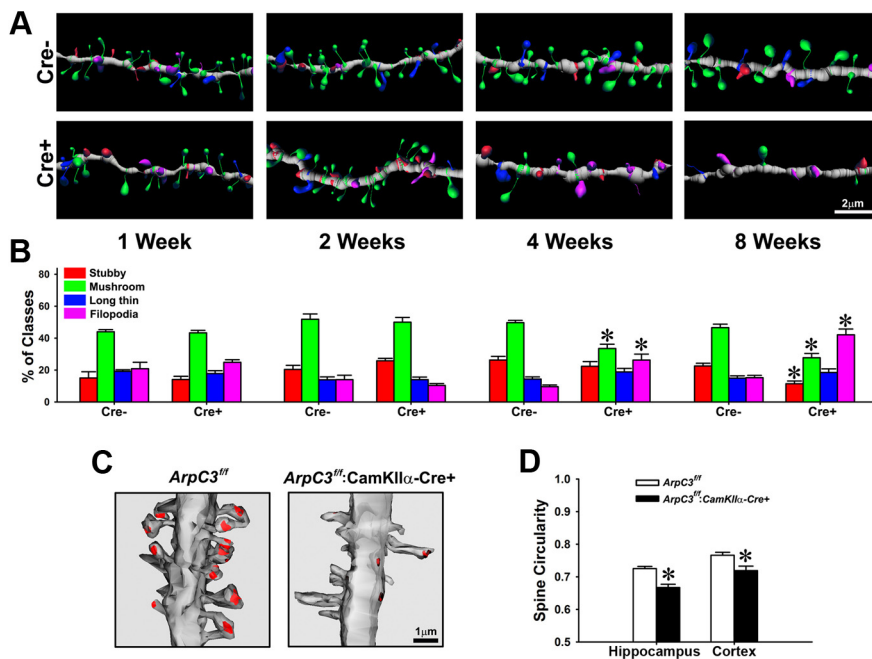 A
Cre-
Cre+
2μm
1 Week 2 Weeks 4 Weeks 8 Weeks
B
% of Classes
80
60
40
20
0
Stubby
Mushroom
Long thin
Filopodia
* * * * *
Cre- Cre+ Cre- Cre+ Cre- Cre+ Cre- Cre+
C
ArpC3f/f ArpC3f/f:CamKIIα-Cre+
1μm
D
Spine Circularity
1.0
0.9
0.8
0.7
0.6
0.5
ArpC3f/f
ArpC3f/f:CamKIIα-Cre+
* *
Hippocampus Cortex